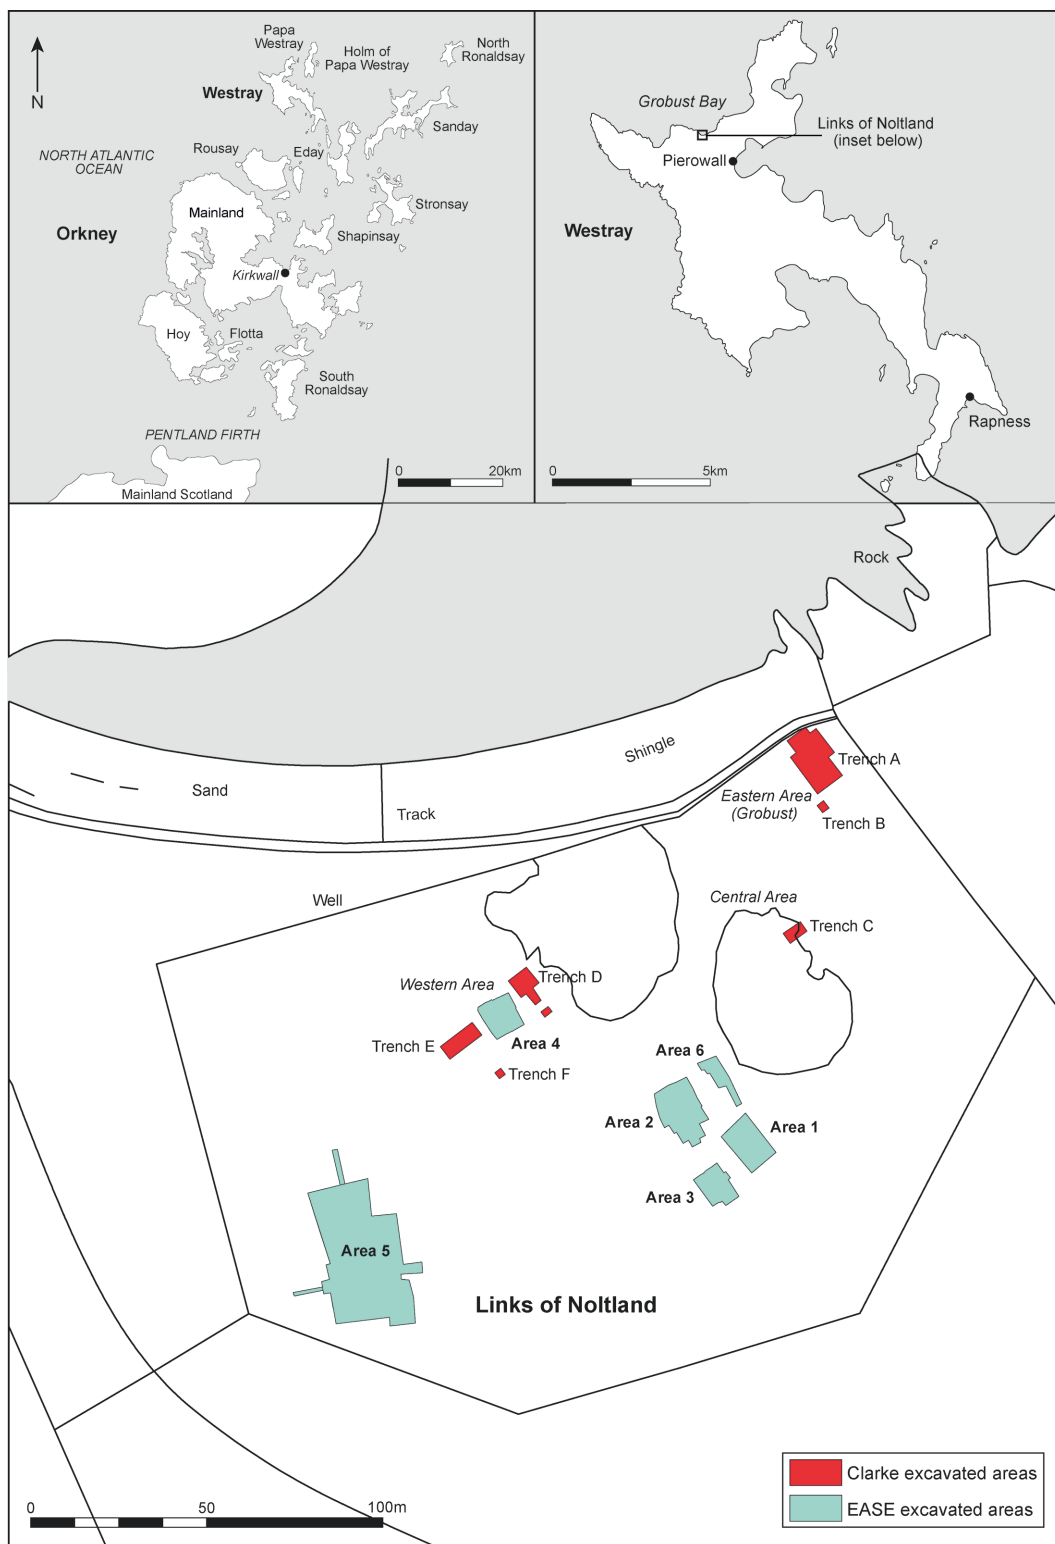 Papa
Westray
Holm of
Papa Westray
North
Ronaldsay
N
Westray
Sanday
NORTH ATLANTIC
OCEAN
Rousay
Eday
Stronsay
Mainland
Orkney
Shapinsay
Kirkwall
Hoy
Flotta
South
Ronaldsay
PENTLAND FIRTH
0
20km
Mainland Scotland
Grobust Bay
Links of Noltland
(inset below)
Pierowall
Westray
Rapness
0
5km
Rock
Shingle
Sand
Track
Trench A
Eastern Area
(Grobust)
Trench B
Well
Central Area
Trench C
Western Area
Trench D
Trench E
Area 4
Trench F
Area 6
Area 2
Area 1
Area 3
Area 5
Links of Noltland
0
50
100m
Clarke excavated areas
EASE excavated areas